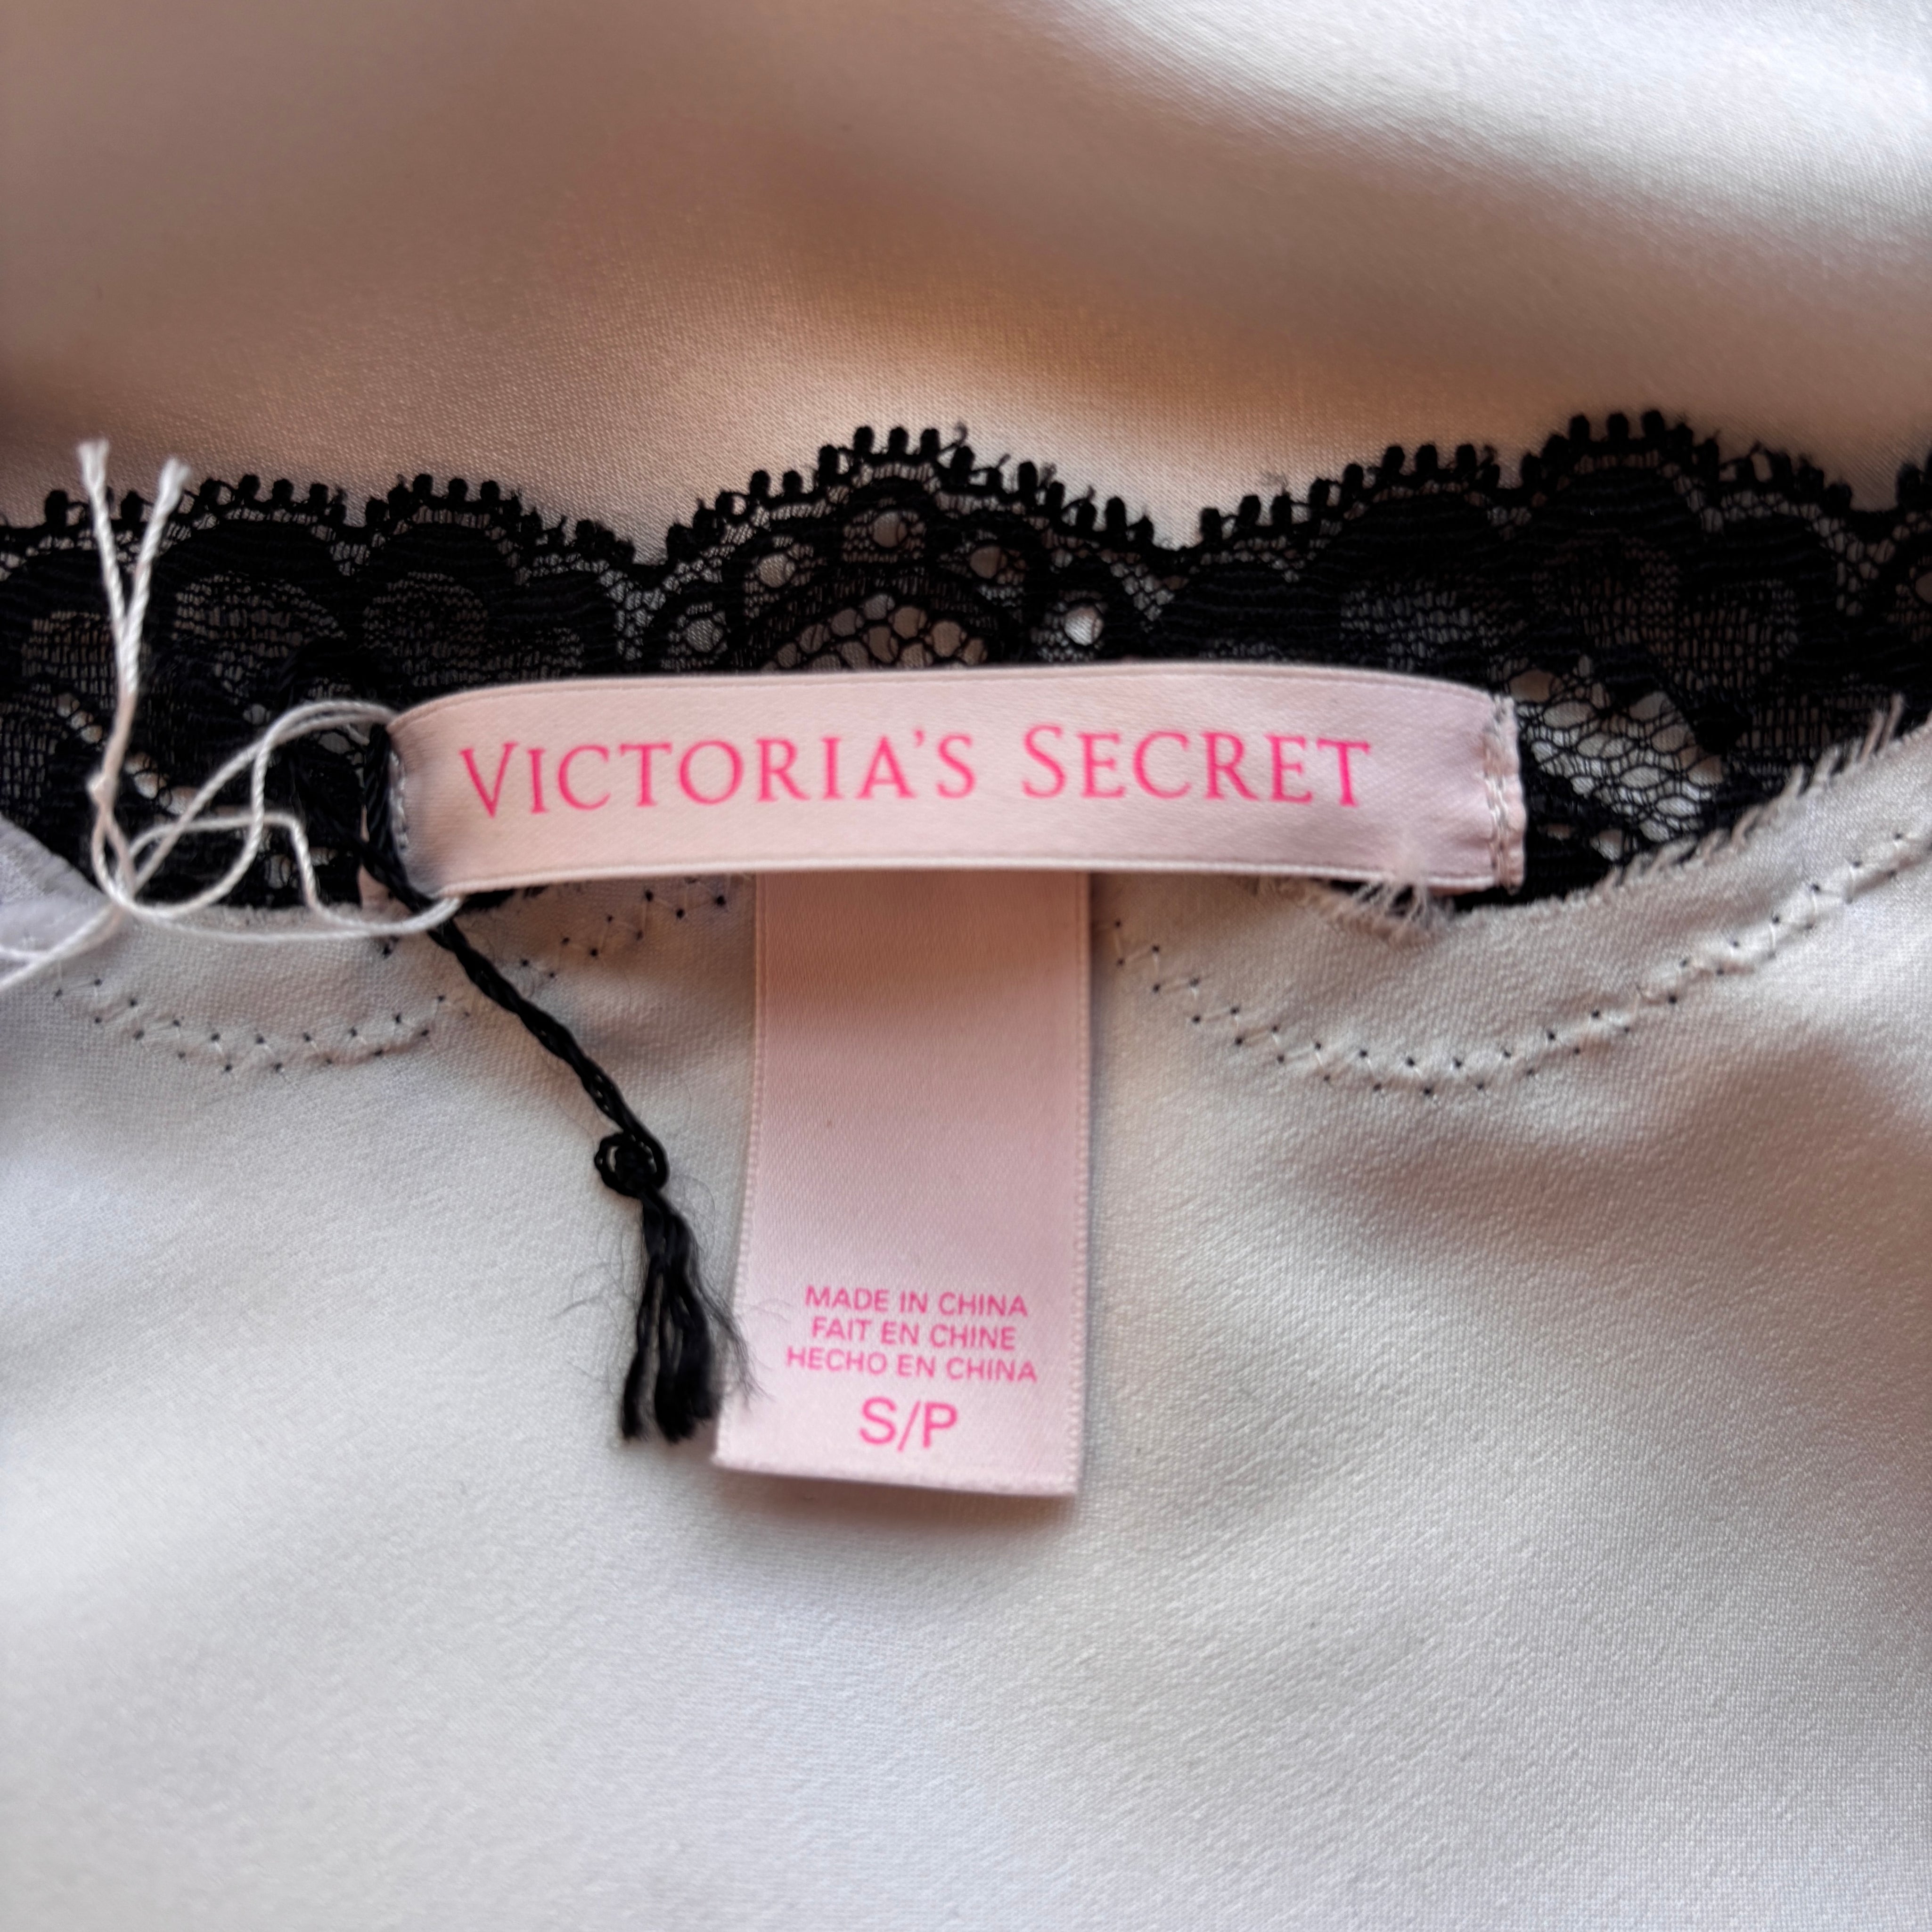 VICTORIA'S SECRET
MADE IN CHINA
FAIT EN CHINE
HECHO EN CHINA
S/P